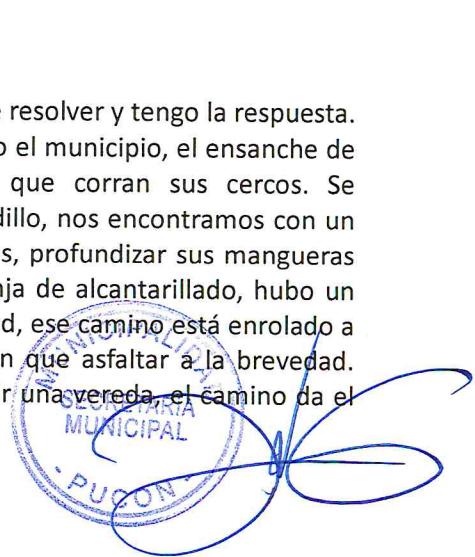 e resolver y tengo la respuesta.
o el municipio, el ensanche de
que corran sus cercos. Se
dillo, nos encontramos con un
s, profundizar sus mangueras
nja de alcantarillado, hubo un
d, ese camino está enrolado a
n que asfaltar a la brevedad.
r una vereda, el camino da el
MUNICIPALIDAD
SECRETARIA
MUNICIPAL
- PUCON -